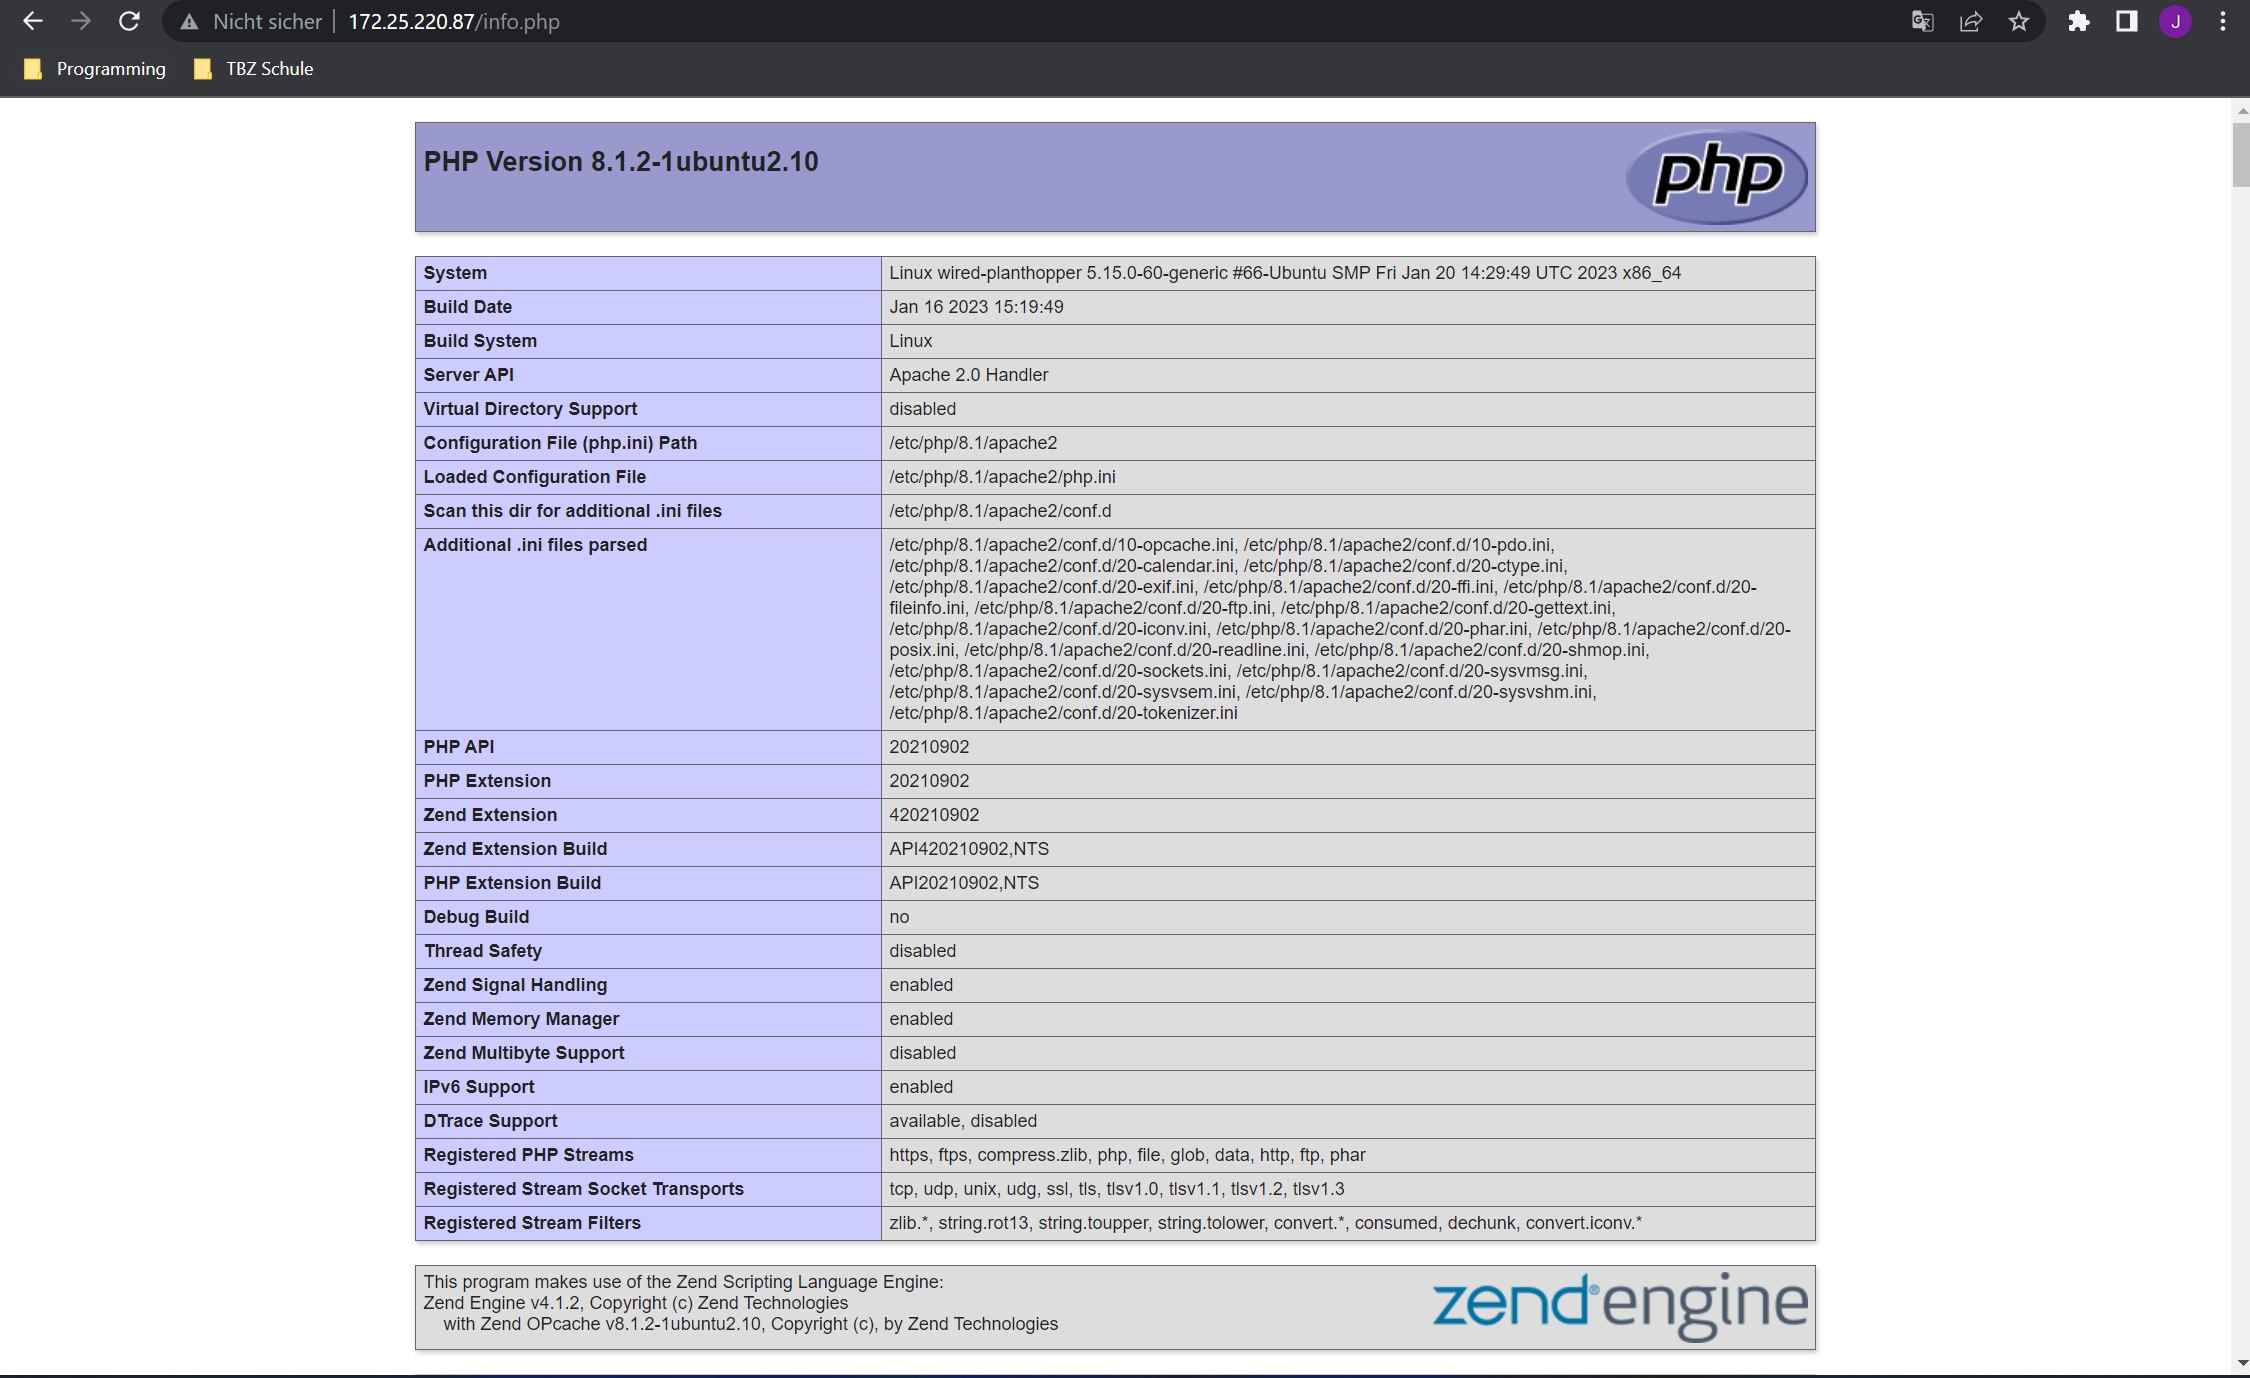 Nicht sicher 172.25.220.87/info.php
J
Programming TBZ Schule
PHP Version 8.1.2-1ubuntu2.10
php
System Linux wired-planthopper 5.15.0-60-generic #66-Ubuntu SMP Fri Jan 20 14:29:49 UTC 2023 x86_64
Build Date Jan 16 2023 15:19:49
Build System Linux
Server API Apache 2.0 Handler
Virtual Directory Support disabled
Configuration File (php.ini) Path /etc/php/8.1/apache2
Loaded Configuration File /etc/php/8.1/apache2/php.ini
Scan this dir for additional .ini files /etc/php/8.1/apache2/conf.d
Additional .ini files parsed /etc/php/8.1/apache2/conf.d/10-opcache.ini, /etc/php/8.1/apache2/conf.d/10-pdo.ini,
/etc/php/8.1/apache2/conf.d/20-calendar.ini, /etc/php/8.1/apache2/conf.d/20-ctype.ini,
/etc/php/8.1/apache2/conf.d/20-exif.ini, /etc/php/8.1/apache2/conf.d/20-ffi.ini, /etc/php/8.1/apache2/conf.d/20-
fileinfo.ini, /etc/php/8.1/apache2/conf.d/20-ftp.ini, /etc/php/8.1/apache2/conf.d/20-gettext.ini,
/etc/php/8.1/apache2/conf.d/20-iconv.ini, /etc/php/8.1/apache2/conf.d/20-phar.ini, /etc/php/8.1/apache2/conf.d/20-
posix.ini, /etc/php/8.1/apache2/conf.d/20-readline.ini, /etc/php/8.1/apache2/conf.d/20-shmop.ini,
/etc/php/8.1/apache2/conf.d/20-sockets.ini, /etc/php/8.1/apache2/conf.d/20-sysvmsg.ini,
/etc/php/8.1/apache2/conf.d/20-sysvsem.ini, /etc/php/8.1/apache2/conf.d/20-sysvshm.ini,
/etc/php/8.1/apache2/conf.d/20-tokenizer.ini
PHP API 20210902
PHP Extension 20210902
Zend Extension 420210902
Zend Extension Build API420210902,NTS
PHP Extension Build API20210902,NTS
Debug Build no
Thread Safety disabled
Zend Signal Handling enabled
Zend Memory Manager enabled
Zend Multibyte Support disabled
IPv6 Support enabled
DTrace Support available, disabled
Registered PHP Streams https, ftps, compress.zlib, php, file, glob, data, http, ftp, phar
Registered Stream Socket Transports tcp, udp, unix, udg, ssl, tls, tlsv1.0, tlsv1.1, tlsv1.2, tlsv1.3
Registered Stream Filters zlib.*, string.rot13, string.toupper, string.tolower, convert.*, consumed, dechunk, convert.iconv.*
This program makes use of the Zend Scripting Language Engine:
Zend Engine v4.1.2, Copyright (c) Zend Technologies
with Zend OPcache v8.1.2-1ubuntu2.10, Copyright (c), by Zend Technologies
zend® engine